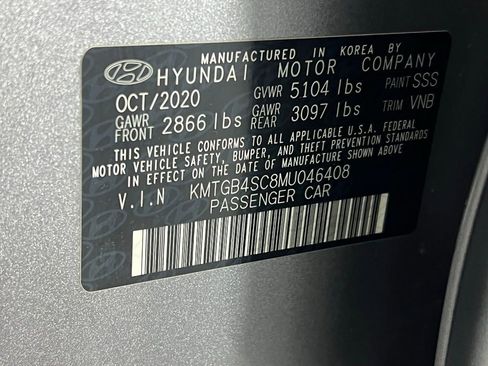 MANUFACTURED IN KOREA BY
HYUNDAI MOTOR COMPANY
OCT/2020 GVWR 5104 lbs PAINT SSS
GAWR FRONT 2866 lbs GAWR REAR 3097 lbs TRIM VNB
THIS VEHICLE CONFORMS TO ALL APPLICABLE U.S.A. FEDERAL
MOTOR VEHICLE SAFETY, BUMPER, AND THEFT
PREVENTION STANDARDS IN EFFECT ON THE DATE OF
MANUFACTURE SHOWN ABOVE.
V.I.N KMTGB4SC8MU046408
PASSENGER CAR